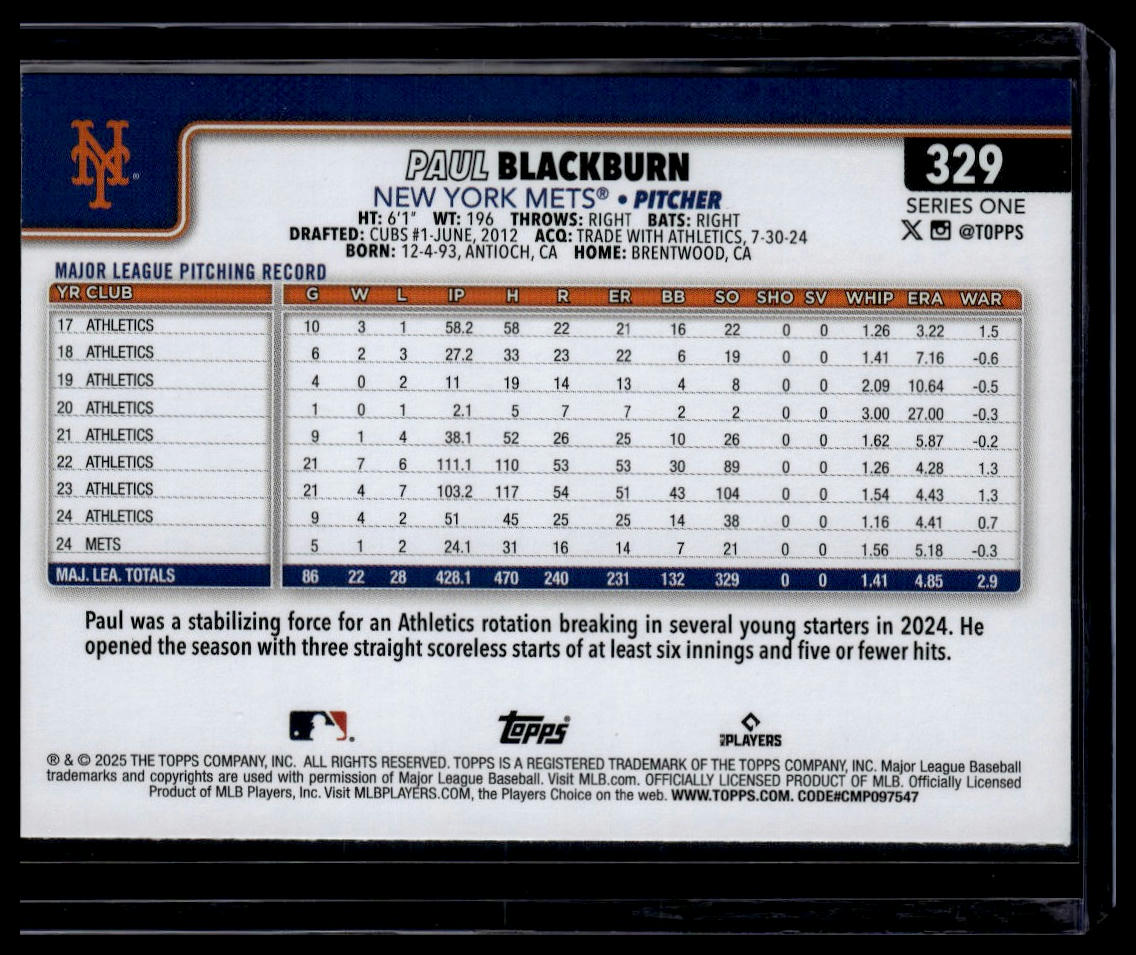 NY
PAUL BLACKBURN
329
NEW YORK METS® • PITCHER
SERIES ONE
HT: 6'1" WT: 196 THROWS: RIGHT BATS: RIGHT
DRAFTED: CUBS #1-JUNE, 2012 ACQ: TRADE WITH ATHLETICS, 7-30-24
X @TOPPS
BORN: 12-4-93, ANTIOCH, CA HOME: BRENTWOOD, CA
MAJOR LEAGUE PITCHING RECORD
YR CLUB G W L IP H R ER BB SO SHO SV WHIP ERA WAR
17 ATHLETICS 10 3 1 58.2 58 22 21 16 22 0 0 1.26 3.22 1.5
18 ATHLETICS 6 2 3 27.2 33 23 22 6 19 0 0 1.41 7.16 -0.6
19 ATHLETICS 4 0 2 11 19 14 13 4 8 0 0 2.09 10.64 -0.5
20 ATHLETICS 1 0 1 2.1 5 7 7 2 2 0 0 3.00 27.00 -0.3
21 ATHLETICS 9 1 4 38.1 52 26 25 10 26 0 0 1.62 5.87 -0.2
22 ATHLETICS 21 7 6 111.1 110 53 53 30 89 0 0 1.26 4.28 1.3
23 ATHLETICS 21 4 7 103.2 117 54 51 43 104 0 0 1.54 4.43 1.3
24 ATHLETICS 9 4 2 51 45 25 25 14 38 0 0 1.16 4.41 0.7
24 METS 5 1 2 24.1 31 16 14 7 21 0 0 1.56 5.18 -0.3
MAJ. LEA. TOTALS 86 22 28 428.1 470 240 231 132 329 0 0 1.41 4.85 2.9
Paul was a stabilizing force for an Athletics rotation breaking in several young starters in 2024. He
opened the season with three straight scoreless starts of at least six innings and five or fewer hits.
Topps®
MLB PLAYERS
® & © 2025 THE TOPPS COMPANY, INC. ALL RIGHTS RESERVED. TOPPS IS A REGISTERED TRADEMARK OF THE TOPPS COMPANY, INC. Major League Baseball
trademarks and copyrights are used with permission of Major League Baseball. Visit MLB.com. OFFICIALLY LICENSED PRODUCT OF MLB. Officially Licensed
Product of MLB Players, Inc. Visit MLBPLAYERS.COM, the Players Choice on the web. WWW.TOPPS.COM. CODE#CMP097547